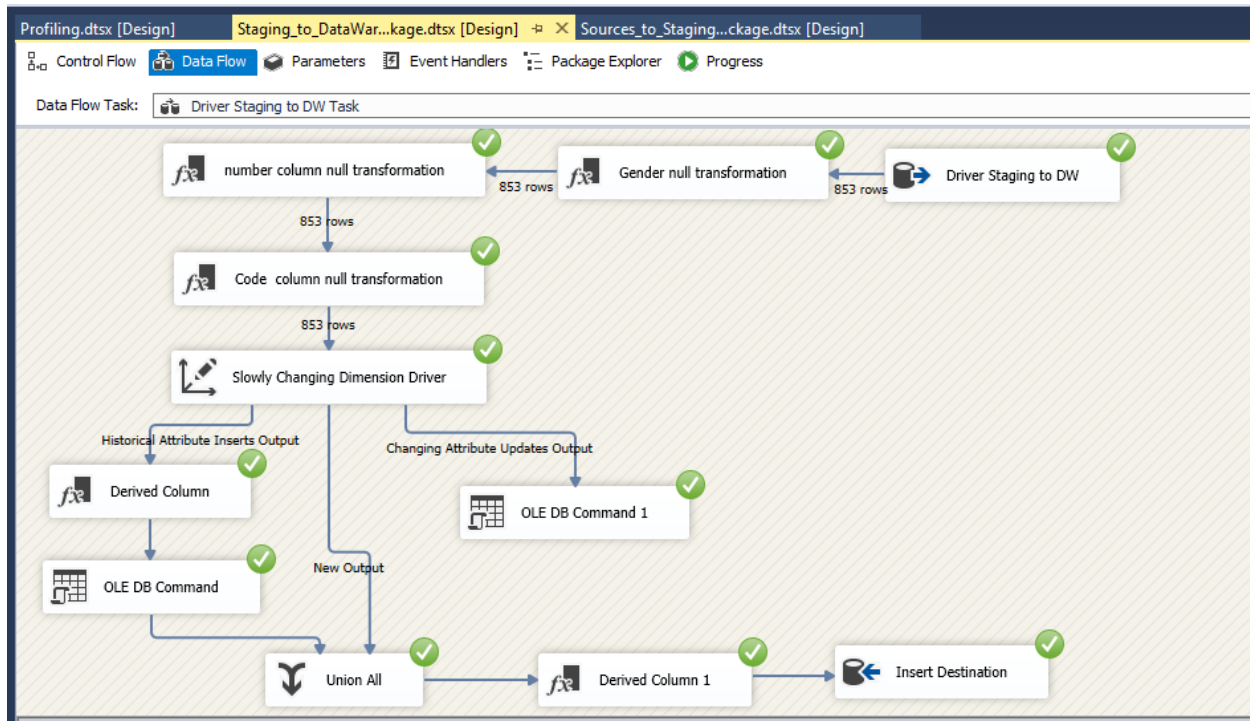 Profiling.dtsx [Design]
Staging_to_DataWar...kage.dtsx [Design]
Sources_to_Staging...ckage.dtsx [Design]
Control Flow
Data Flow
Parameters
Event Handlers
Package Explorer
Progress
Data Flow Task:
Driver Staging to DW Task
number column null transformation
853 rows
Gender null transformation
853 rows
Driver Staging to DW
853 rows
Code  column null transformation
853 rows
Slowly Changing Dimension Driver
Historical Attribute Inserts Output
Changing Attribute Updates Output
Derived Column
OLE DB Command 1
New Output
OLE DB Command
Union All
Derived Column 1
Insert Destination